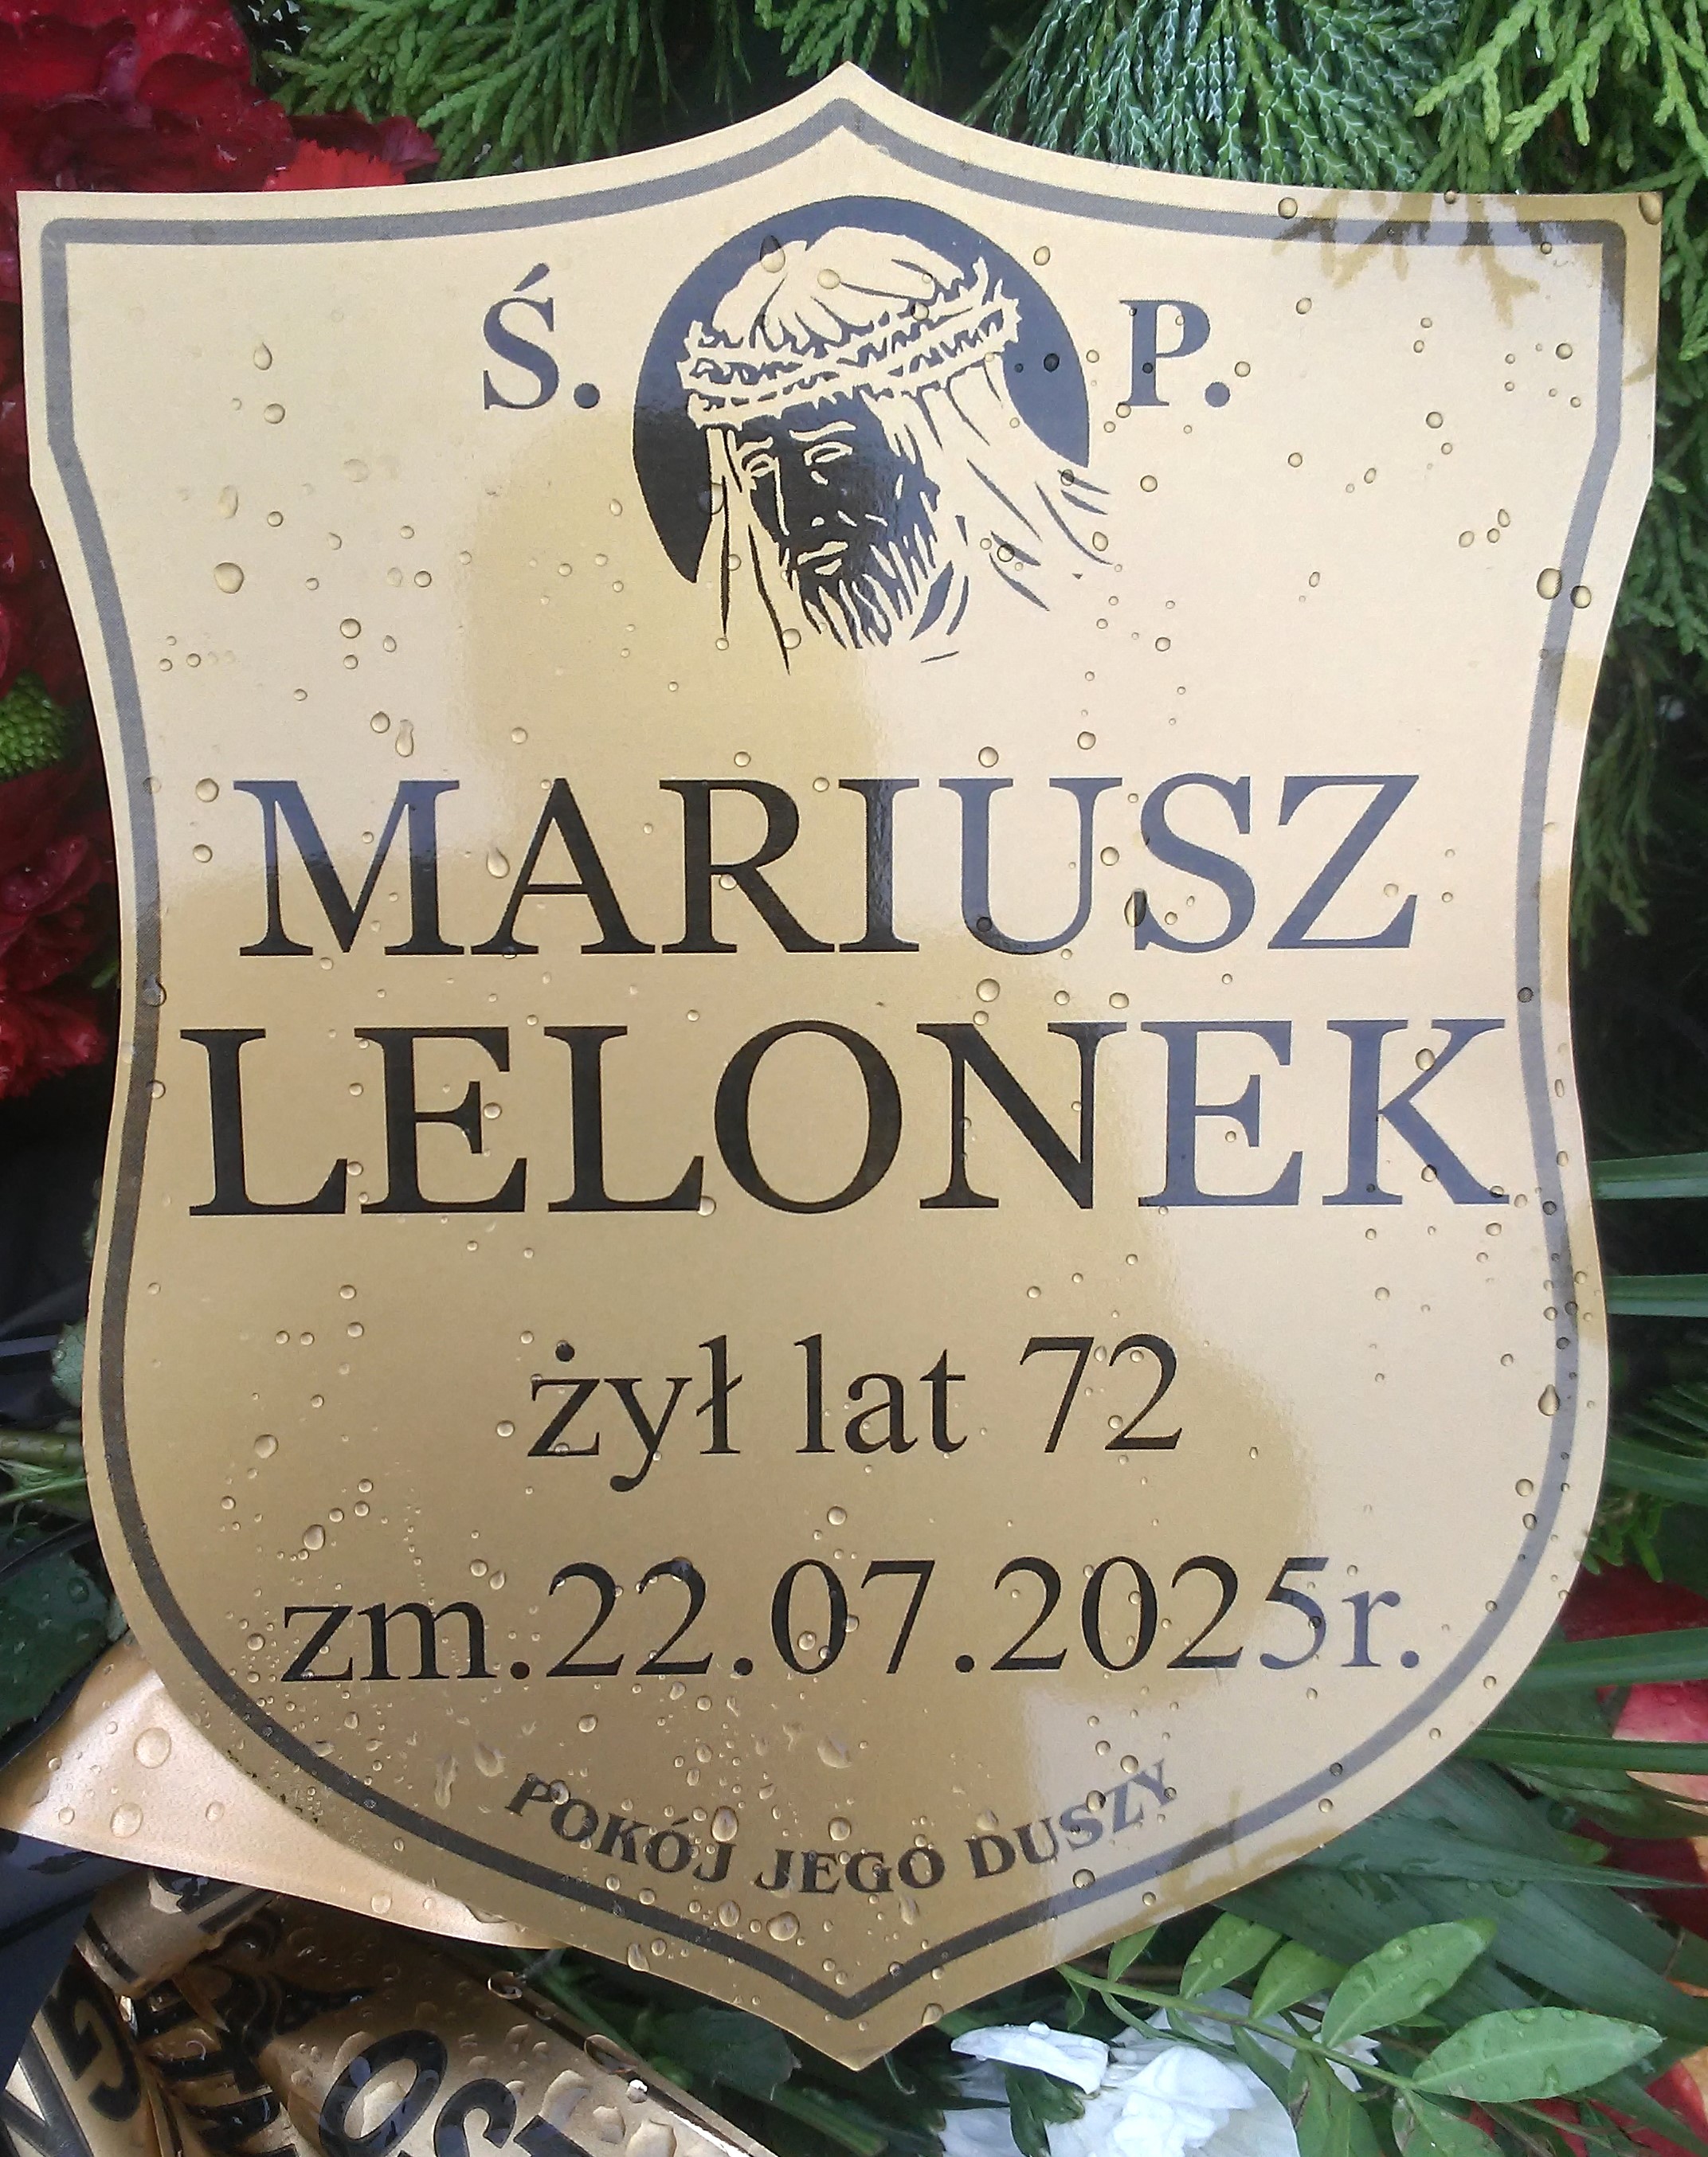 Ś. P.
MARIUSZ
LELONEK
żył lat 72
zm.22.07.2025r.
POKÓJ JEGO DUSZY